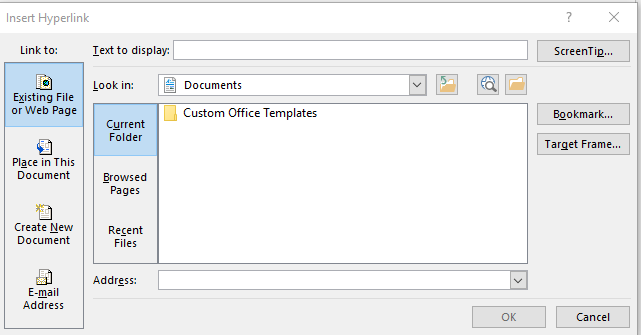 Insert Hyperlink
?
Link to:
Text to display:
ScreenTip...
Existing File
or Web Page
Look in:
Documents
Current
Folder
Custom Office Templates
Bookmark...
Target Frame...
Place in This
Document
Browsed
Pages
Create New
Document
Recent
Files
E-mail
Address
Address:
OK
Cancel